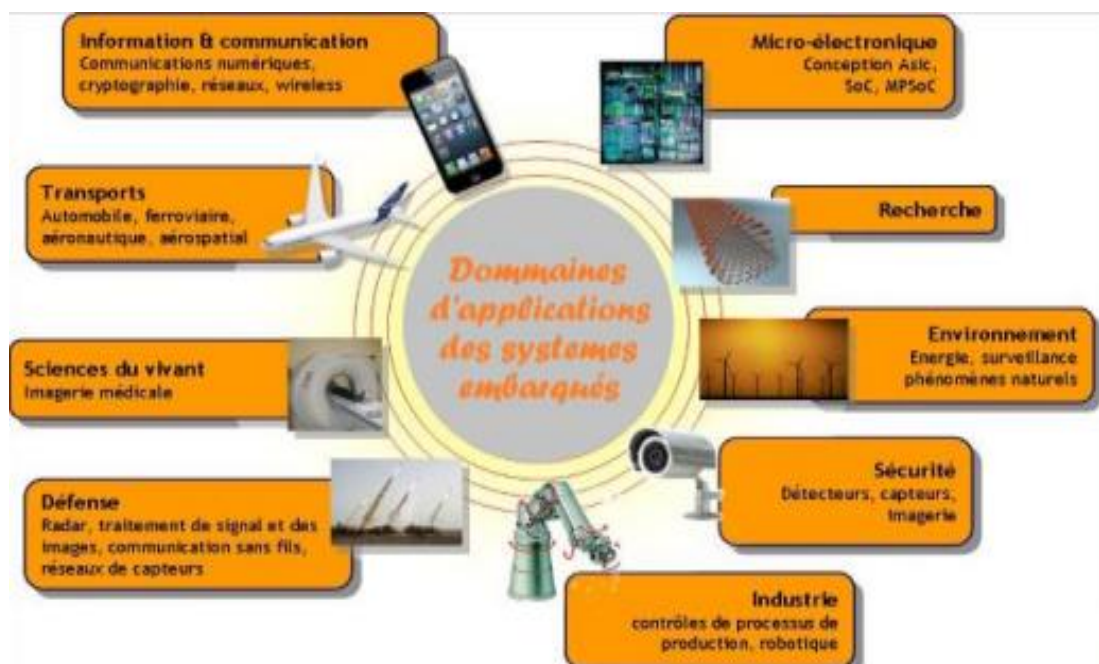 Information & communication
Communications numériques,
cryptographie, réseaux, wireless
Micro-électronique
Conception Asic,
SoC, MPSoC
Transports
Automobile, ferroviaire,
aéronautique, aérospatial
Recherche
Dommaines
d'applications
des systemes
embarqués
Environnement
Energie, surveillance
phénomènes naturels
Sciences du vivant
Imagerie médicale
Sécurité
Détecteurs, capteurs,
Imagerie
Défense
Radar, traitement de signal et des
images, communication sans fils,
réseaux de capteurs
Industrie
contrôles de processus de
production, robotique